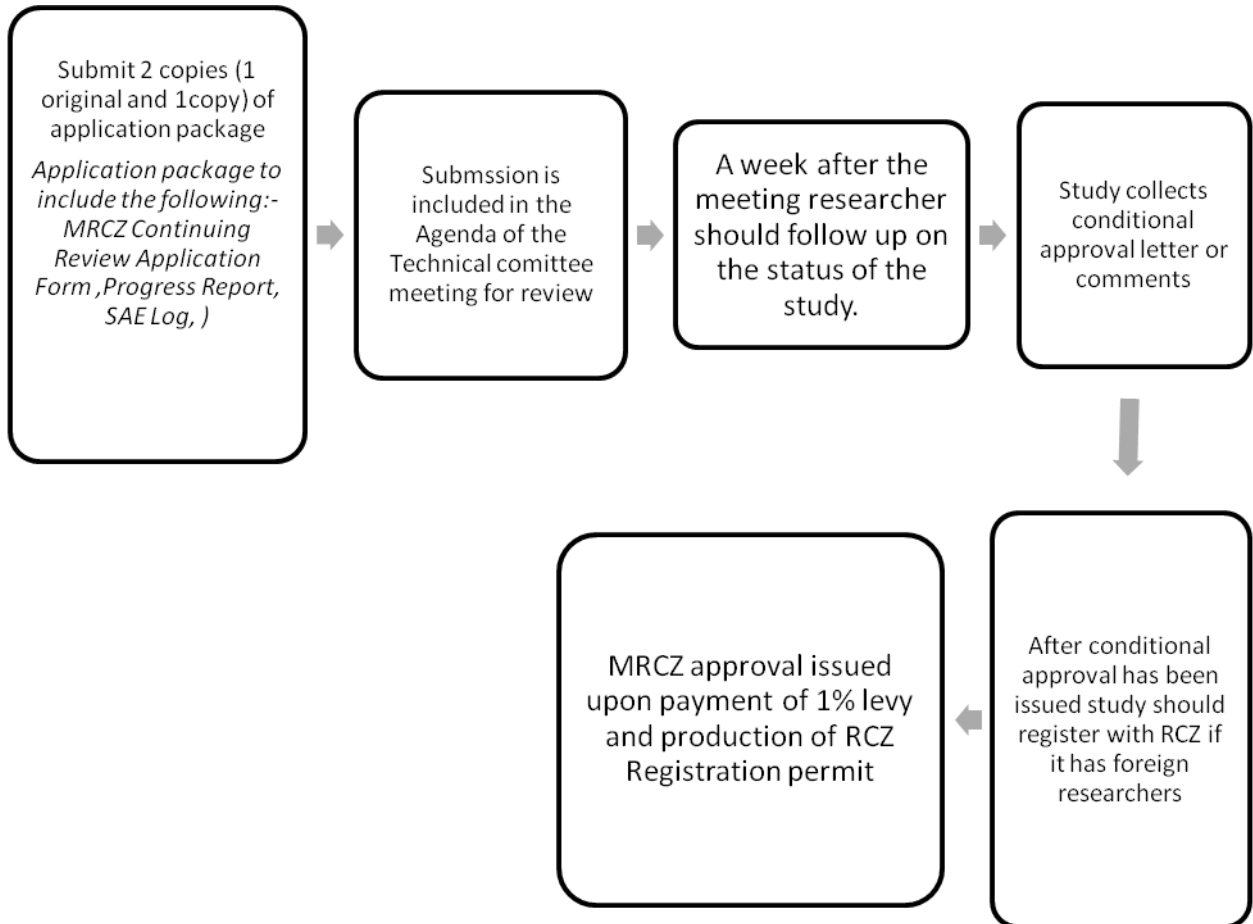 Submit 2 copies (1
original and 1copy) of
application package
Application package to
include the following:-
MRCZ Continuing
Review Application
Form ,Progress Report,
SAE Log, )
Submssion is
included in the
Agenda of the
Technical comittee
meeting for review
A week after the
meeting researcher
should follow up on
the status of the
study.
Study collects
conditional
approval letter or
comments
After conditional
approval has been
issued study should
register with RCZ if
it has foreign
researchers
MRCZ approval issued
upon payment of 1% levy
and production of RCZ
Registration permit